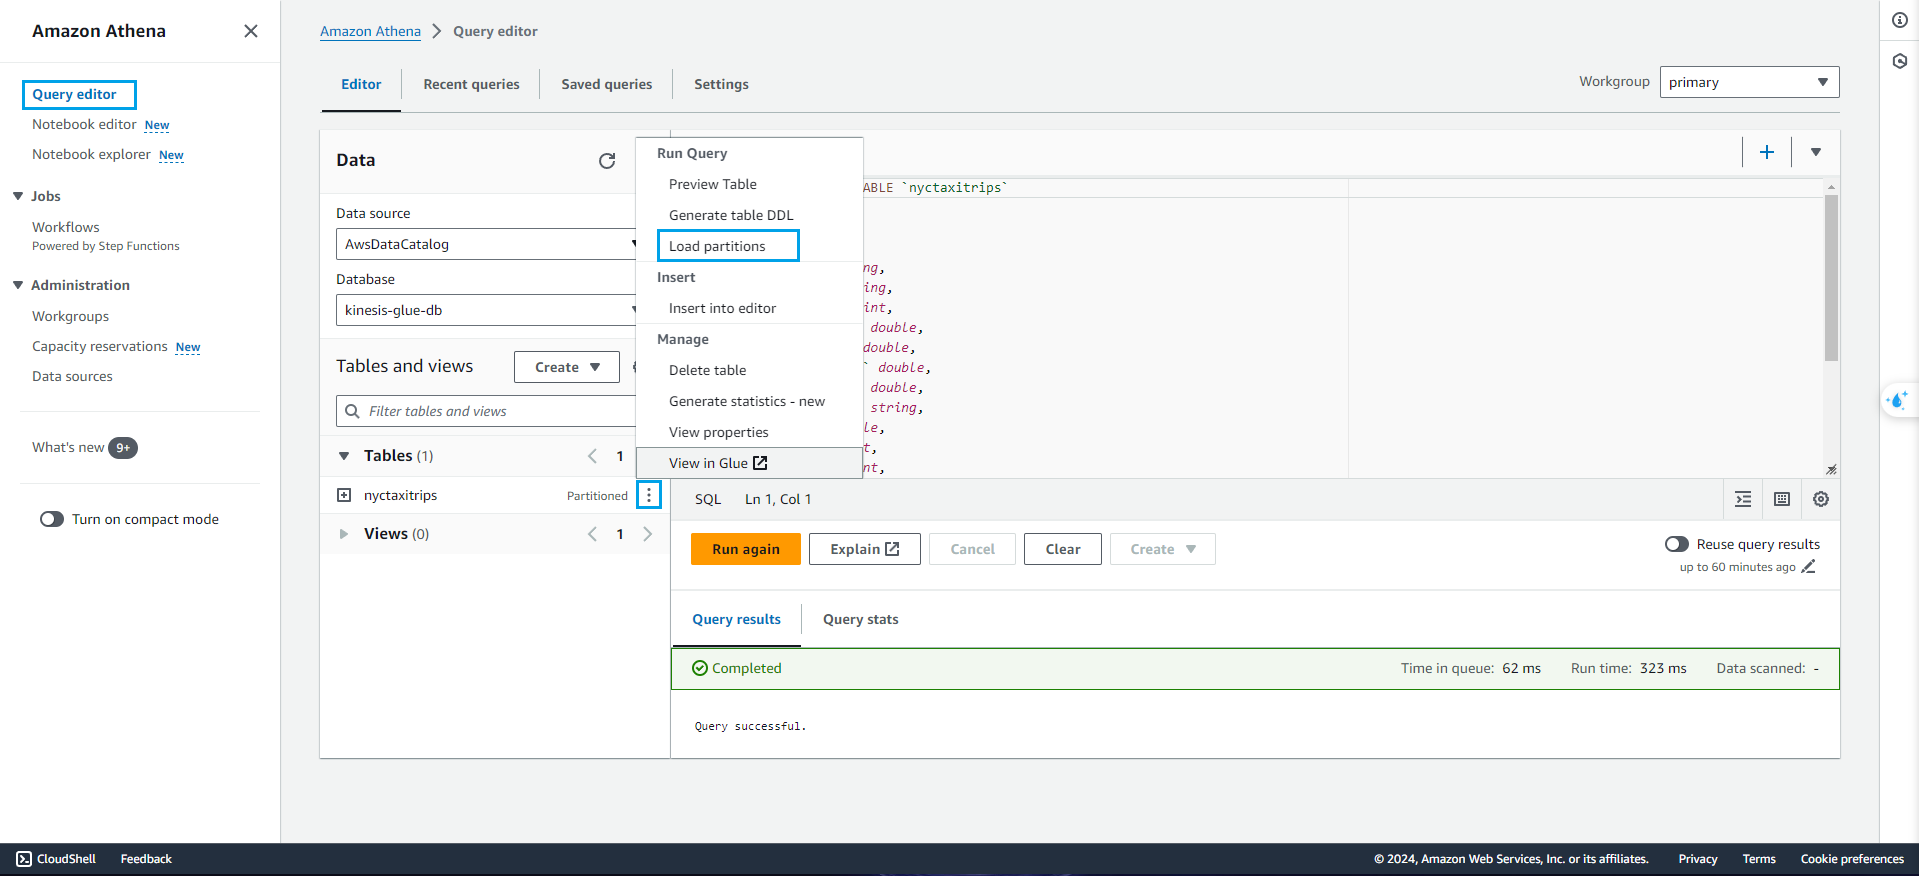 Amazon Athena
Query editor
Notebook editor New
Notebook explorer New
Jobs
Workflows
Powered by Step Functions
Administration
Workgroups
Capacity reservations New
Data sources
What's new 9+
Turn on compact mode
Amazon Athena > Query editor
Editor
Recent queries
Saved queries
Settings
Workgroup
primary
Data
Data source
AwsDataCatalog
Database
kinesis-glue-db
Tables and views
Create
Filter tables and views
Tables (1)
1
nyctaxitrips
Partitioned
Views (0)
1
Run Query
Preview Table
Generate table DDL
Load partitions
Insert
Insert into editor
Manage
Delete table
Generate statistics - new
View properties
View in Glue
ABLE `nyctaxitrips`
ng,
ing,
int,
double,
double,
` double,
double,
string,
le,
t,
nt,
SQL
Ln 1, Col 1
Run again
Explain
Cancel
Clear
Create
Reuse query results
up to 60 minutes ago
Query results
Query stats
Completed
Time in queue: 62 ms
Run time: 323 ms
Data scanned: -
Query successful.
CloudShell
Feedback
© 2024, Amazon Web Services, Inc. or its affiliates.
Privacy
Terms
Cookie preferences